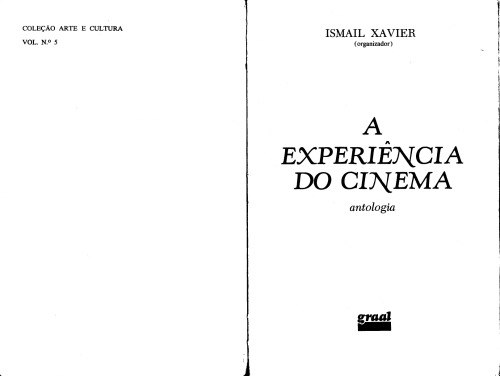 COLEÇÃO ARTE E CULTURA
VOL. N.º 5
ISMAIL XAVIER
(organizador)
A
EXPERIÊNCIA
DO CINEMA
antologia
graal